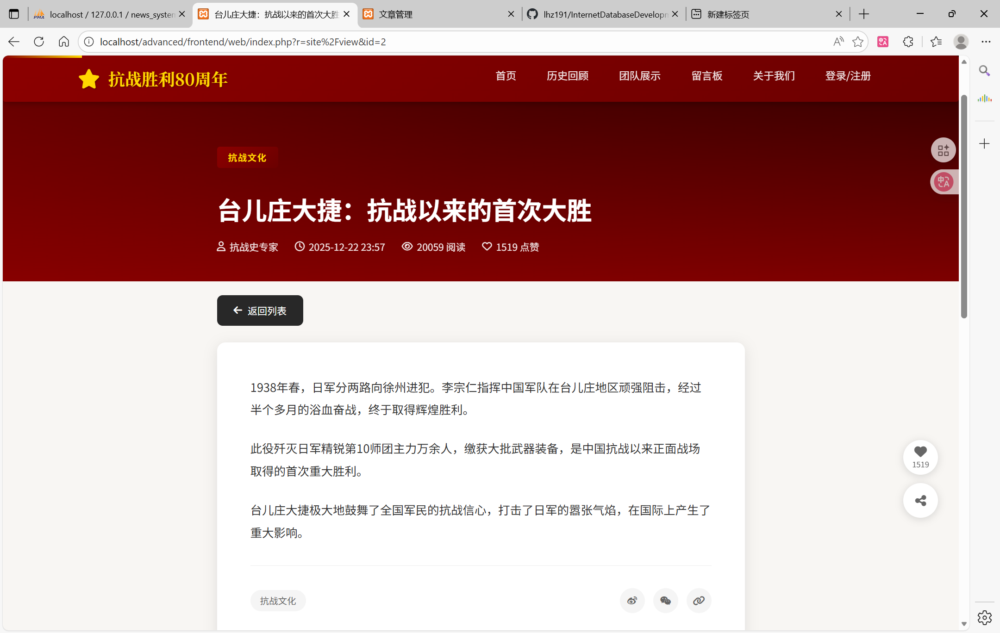 localhost / 127.0.0.1 / news_system
台儿庄大捷：抗战以来的首次大胜
文章管理
lhz191/InternetDatabaseDevelopm
新建标签页
localhost/advanced/frontend/web/index.php?r=site%2Fview&id=2
抗战胜利80周年
首页
历史回顾
团队展示
留言板
关于我们
登录/注册
抗战文化
台儿庄大捷：抗战以来的首次大胜
抗战史专家
2025-12-22 23:57
20059 阅读
1519 点赞
返回列表
1938年春，日军分两路向徐州进犯。李宗仁指挥中国军队在台儿庄地区顽强阻击，经过
半个多月的浴血奋战，终于取得辉煌胜利。
此役歼灭日军精锐第10师团主力万余人，缴获大批武器装备，是中国抗战以来正面战场
取得的首次重大胜利。
台儿庄大捷极大地鼓舞了全国军民的抗战信心，打击了日军的嚣张气焰，在国际上产生了
重大影响。
1519
抗战文化